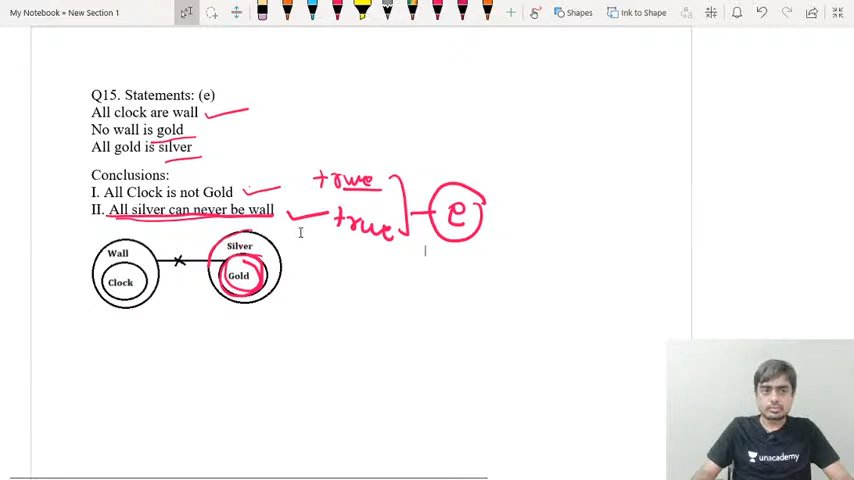 My Notebook » New Section 1
Shapes
Ink to Shape
Q15. Statements: (e)
All clock are wall
No wall is gold
All gold is silver
Conclusions:
I. All Clock is not Gold
true
II. All silver can never be wall
true
e
Wall
Clock
Silver
Gold
unacademy